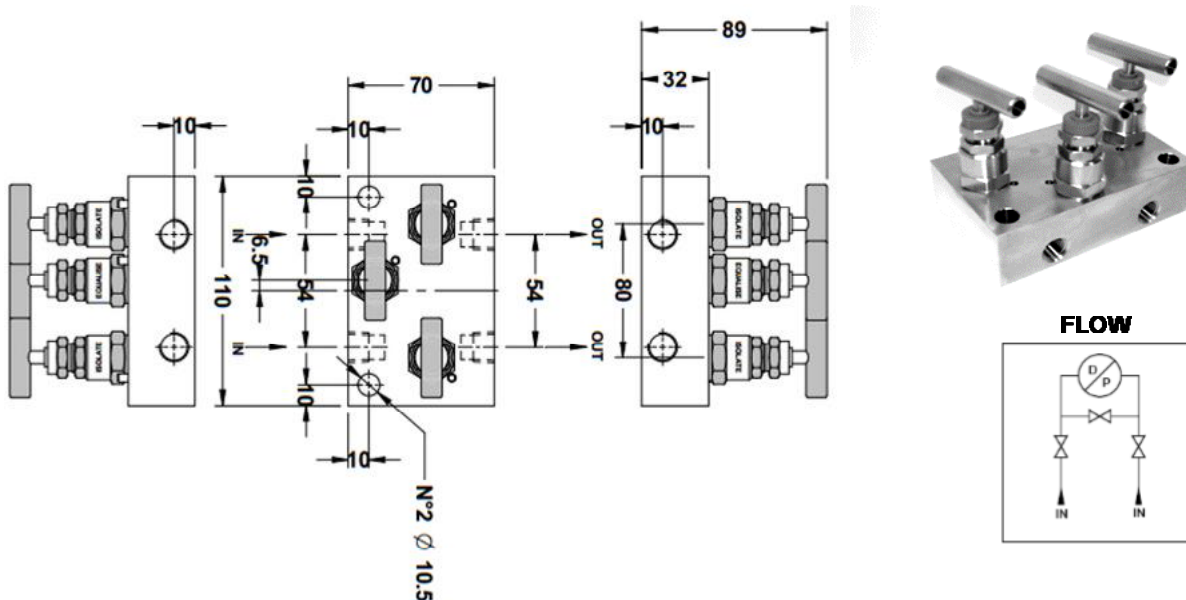 10
ISOLATE
EQUALISE
ISOLATE
70
10
10
IN
6.5
110
54
IN
10
10
N°2 Ø 10.5
OUT
54
OUT
89
32
10
80
ISOLATE
EQUALISE
ISOLATE
FLOW
D/P
IN
IN